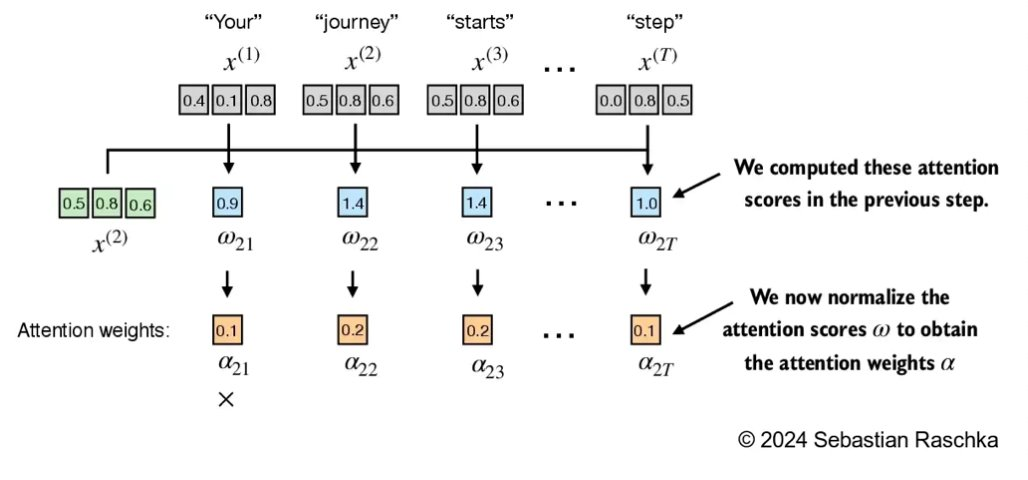 “Your” “journey” “starts” “step”
x⁽¹⁾ x⁽²⁾ x⁽³⁾ ... x⁽ᵀ⁾
0.4 0.1 0.8 0.5 0.8 0.6 0.5 0.8 0.6 0.0 0.8 0.5
We computed these attention
scores in the previous step.
0.5 0.8 0.6 0.9 1.4 1.4 ... 1.0
x⁽²⁾ ω₂₁ ω₂₂ ω₂₃ ω₂T
We now normalize the
attention scores ω to obtain
the attention weights α
Attention weights: 0.1 0.2 0.2 ... 0.1
α₂₁ α₂₂ α₂₃ α₂T
×
© 2024 Sebastian Raschka